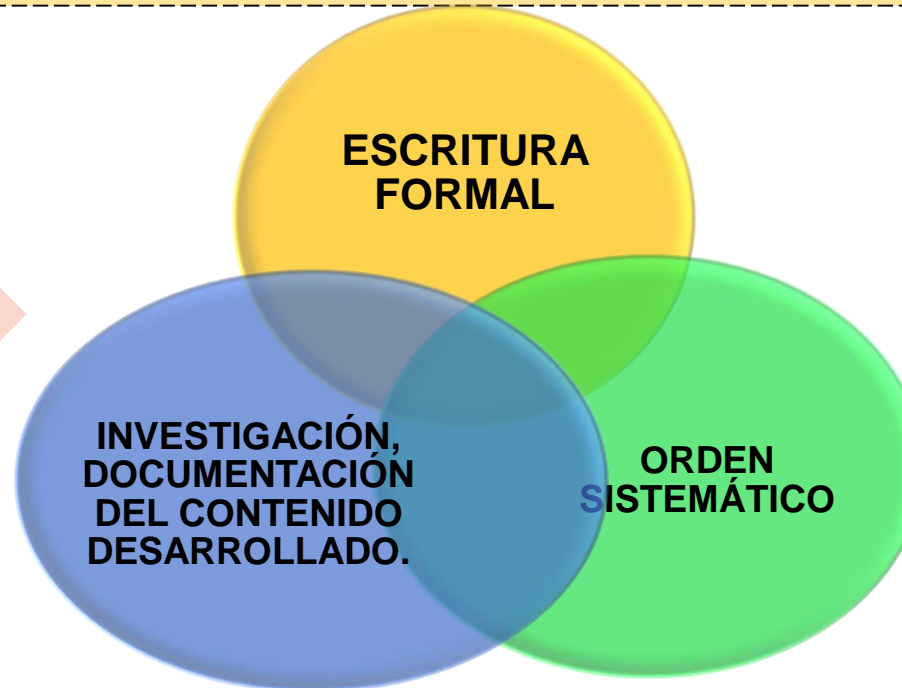 ESCRITURA
FORMAL
INVESTIGACIÓN,
DOCUMENTACIÓN
DEL CONTENIDO
DESARROLLADO.
ORDEN
SISTEMÁTICO